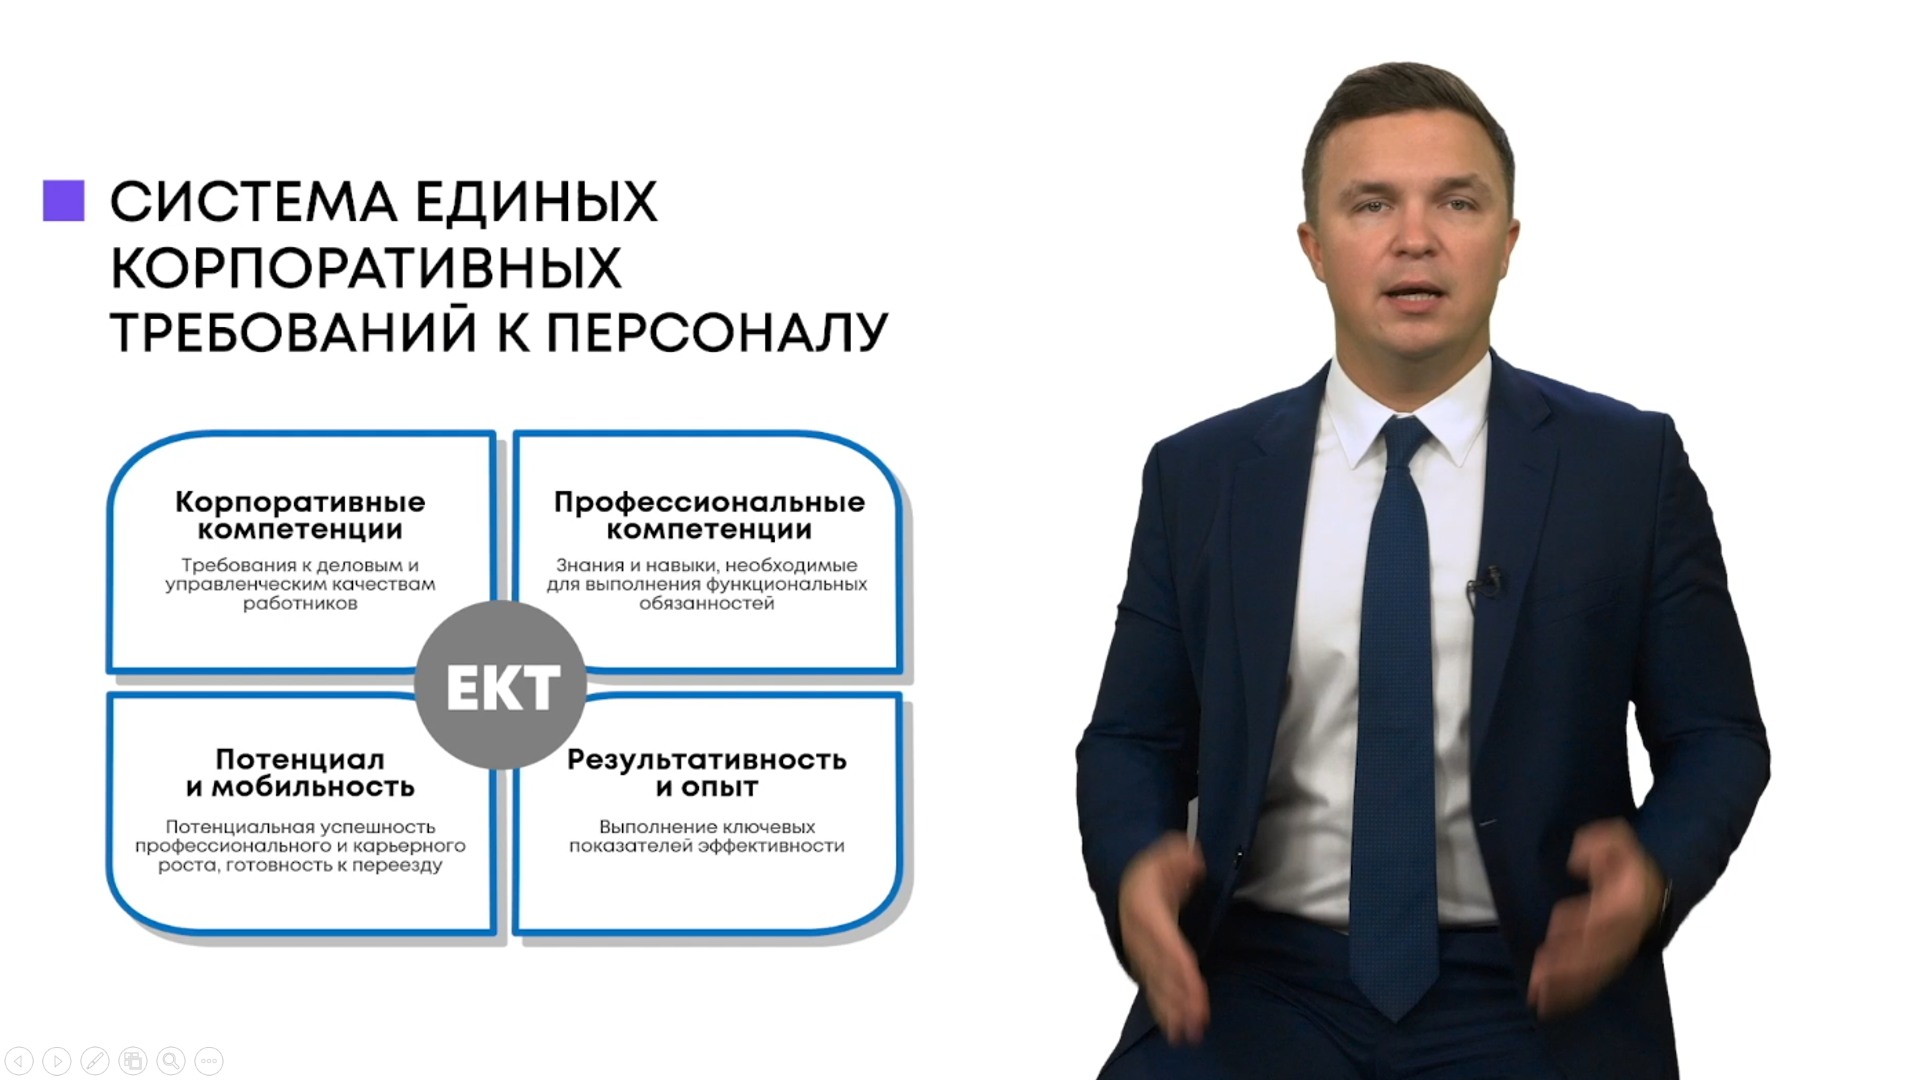 СИСТЕМА ЕДИНЫХ
КОРПОРАТИВНЫХ
ТРЕБОВАНИЙ К ПЕРСОНАЛУ
Корпоративные
компетенции
Требования к деловым и
управленческим качествам
работников
Профессиональные
компетенции
Знания и навыки, необходимые
для выполнения функциональных
обязанностей
ЕКТ
Потенциал
и мобильность
Потенциальная успешность
профессионального и карьерного
роста, готовность к переезду
Результативность
и опыт
Выполнение ключевых
показателей эффективности